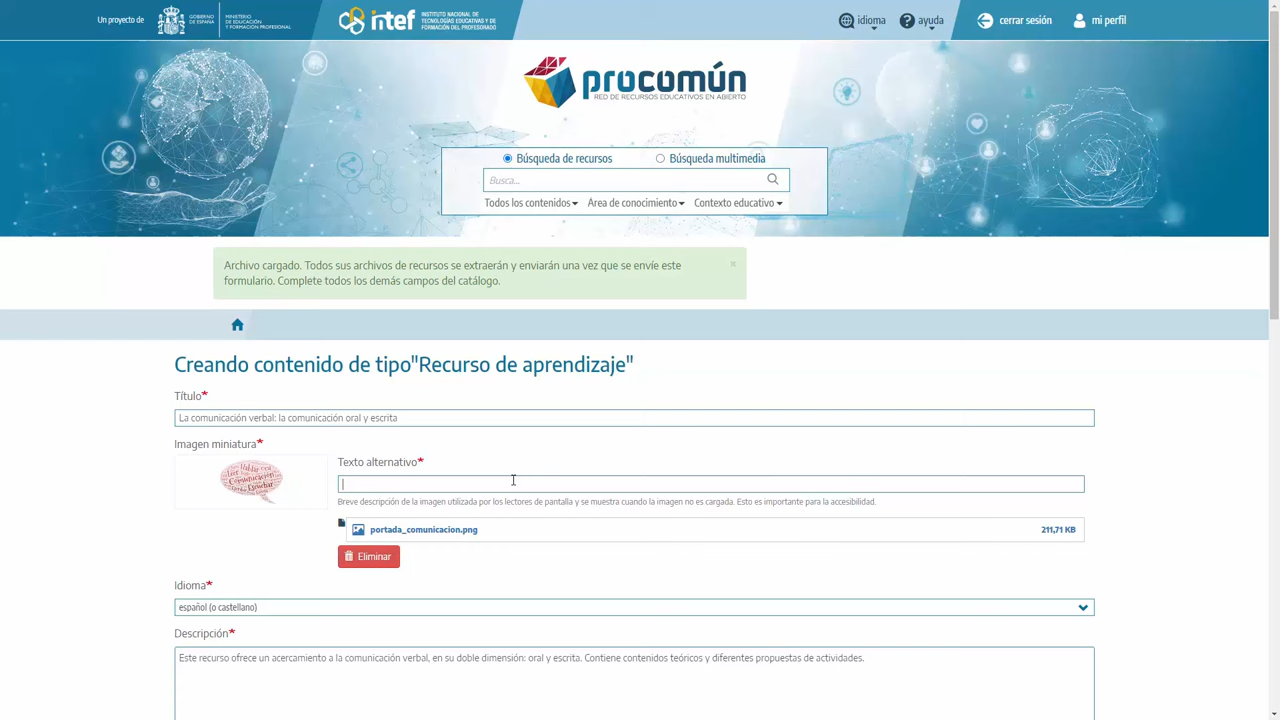 Un proyecto de
GOBIERNO
DE ESPAÑA
MINISTERIO
DE EDUCACIÓN
Y FORMACIÓN PROFESIONAL
intef
INSTITUTO NACIONAL DE
TECNOLOGÍAS EDUCATIVAS Y
FORMACIÓN DEL PROFESORADO
idioma
ayuda
cerrar sesión
mi perfil
procomún
RED DE RECURSOS EDUCATIVOS EN ABIERTO
Búsqueda de recursos
Búsqueda multimedia
Busca...
Todos los contenidos
Area de conocimiento
Contexto educativo
Archivo cargado. Todos sus archivos de recursos se extraerán y enviarán una vez que se envíe este
formulario. Complete todos los demás campos del catálogo.
×
Creando contenido de tipo"Recurso de aprendizaje"
Título*
La comunicación verbal: la comunicación oral y escrita
Imagen miniatura*
Texto alternativo*
Breve descripción de la imagen utilizada por los lectores de pantalla y se muestra cuando la imagen no es cargada. Esto es importante para la accesibilidad.
portada_comunicacion.png
211,71 KB
Eliminar
Idioma*
español (o castellano)
Descripción*
Este recurso ofrece un acercamiento a la comunicación verbal, en su doble dimensión: oral y escrita. Contiene contenidos teóricos y diferentes propuestas de actividades.